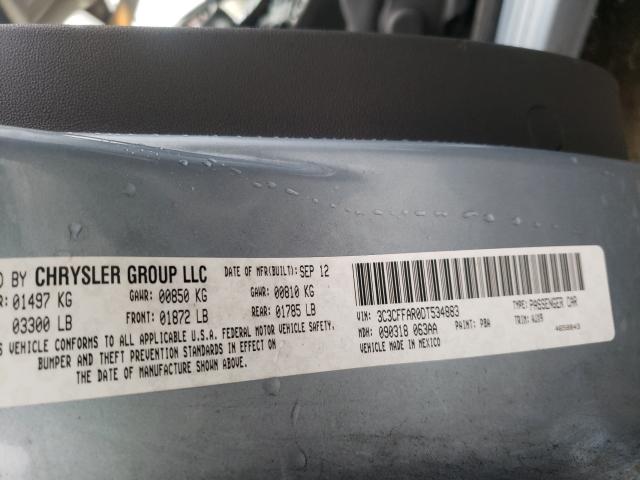 D BY CHRYSLER GROUP LLC DATE OF MFR(BUILT): SEP 12
R: 01497 KG GAWR: 00850 KG GAWR: 00810 KG
03300 LB FRONT: 01872 LB REAR: 01785 LB
VEHICLE CONFORMS TO ALL APPLICABLE U.S.A. FEDERAL MOTOR VEHICLE SAFETY,
BUMPER AND THEFT PREVENTION STANDARDS IN EFFECT ON
THE DATE OF MANUFACTURE SHOWN ABOVE.
VIN: 3C3CFFAR0DT534883 TYPE: PASSENGER CAR
MDH: 090318 063AA PAINT: PBA TRIM:
VEHICLE MADE IN MEXICO